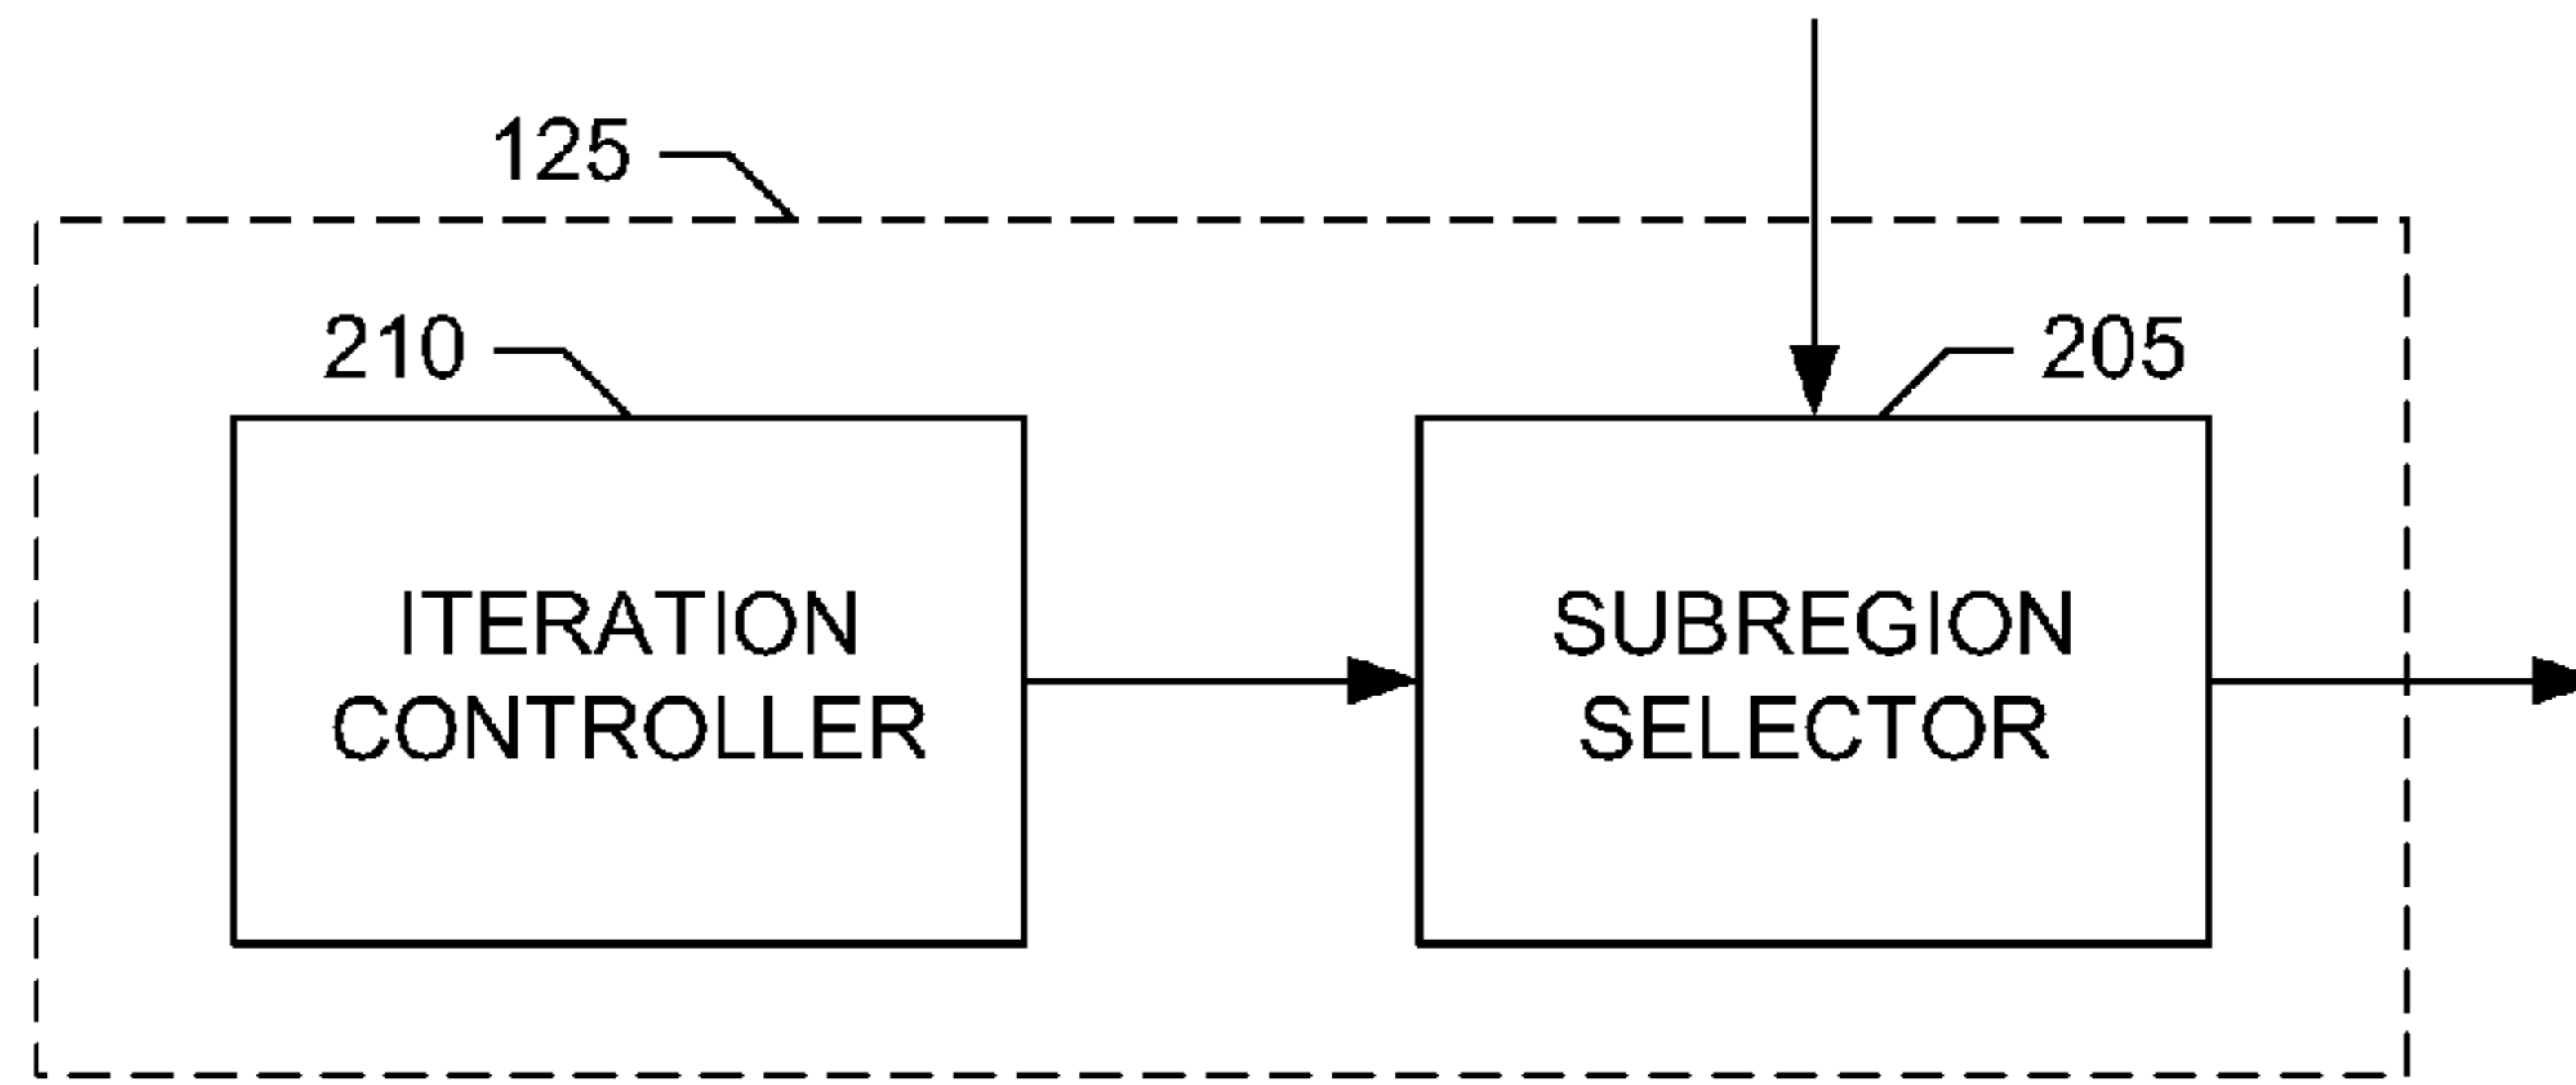 125
210
205
ITERATION
CONTROLLER
SUBREGION
SELECTOR